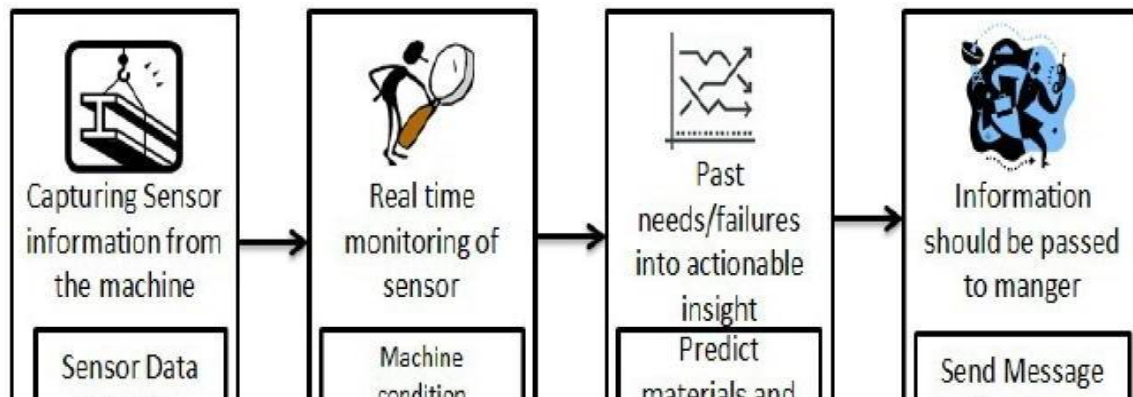 Capturing Sensor
information from
the machine
Sensor Data
Real time
monitoring of
sensor
Machine
condition
Past
needs/failures
into actionable
insight
Predict
materials and
Information
should be passed
to manger
Send Message